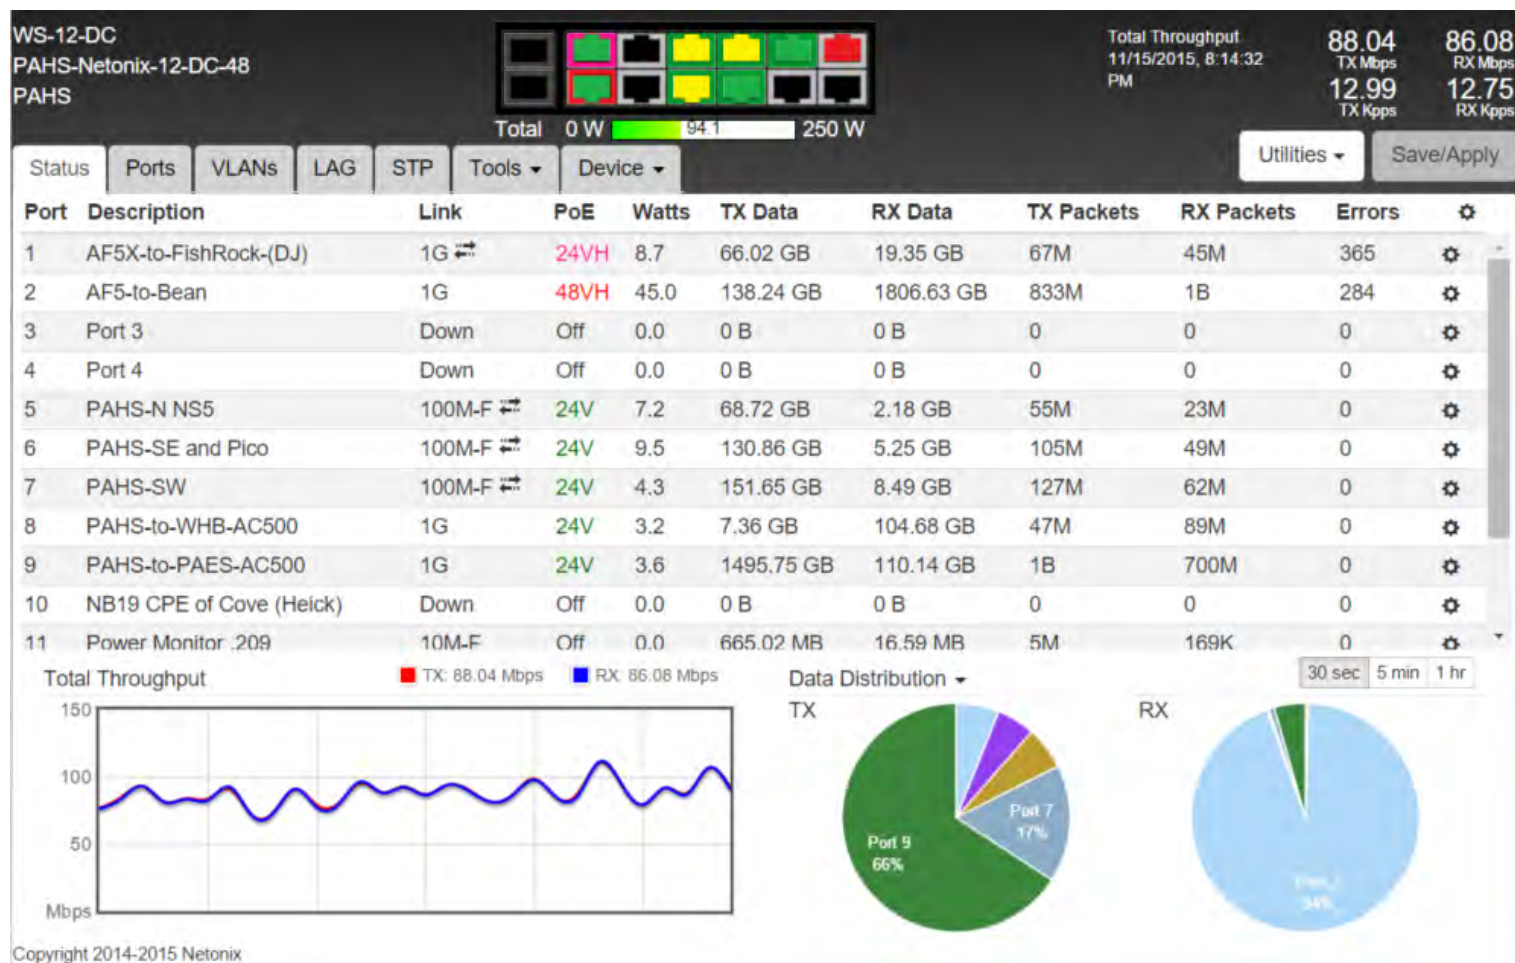 WS-12-DC
PAHS-Netonix-12-DC-48
PAHS
Total 0 W 94.1 250 W
Total Throughput
11/15/2015, 8:14:32
PM
88.04 86.08
TX Mbps RX Mbps
12.99 12.75
TX Kpps RX Kpps
Status Ports VLANs LAG STP Tools Device Utilities Save/Apply
Port Description Link PoE Watts TX Data RX Data TX Packets RX Packets Errors
1 AF5X-to-FishRock-(DJ) 1G 24VH 8.7 66.02 GB 19.35 GB 67M 45M 365
2 AF5-to-Bean 1G 48VH 45.0 138.24 GB 1806.63 GB 833M 1B 284
3 Port 3 Down Off 0.0 0 B 0 B 0 0 0
4 Port 4 Down Off 0.0 0 B 0 B 0 0 0
5 PAHS-N NS5 100M-F 24V 7.2 68.72 GB 2.18 GB 55M 23M 0
6 PAHS-SE and Pico 100M-F 24V 9.5 130.86 GB 5.25 GB 105M 49M 0
7 PAHS-SW 100M-F 24V 4.3 151.65 GB 8.49 GB 127M 62M 0
8 PAHS-to-WHB-AC500 1G 24V 3.2 7.36 GB 104.68 GB 47M 89M 0
9 PAHS-to-PAES-AC500 1G 24V 3.6 1495.75 GB 110.14 GB 1B 700M 0
10 NB19 CPE of Cove (Heick) Down Off 0.0 0 B 0 B 0 0 0
11 Power Monitor .209 10M-F Off 0.0 665.02 MB 16.59 MB 5M 169K 0
Total Throughput TX: 88.04 Mbps RX: 86.08 Mbps
150
100
50
Mbps
Data Distribution 30 sec 5 min 1 hr
TX
Port 7
17%
Port 9
66%
RX
94%
Copyright 2014-2015 Netonix